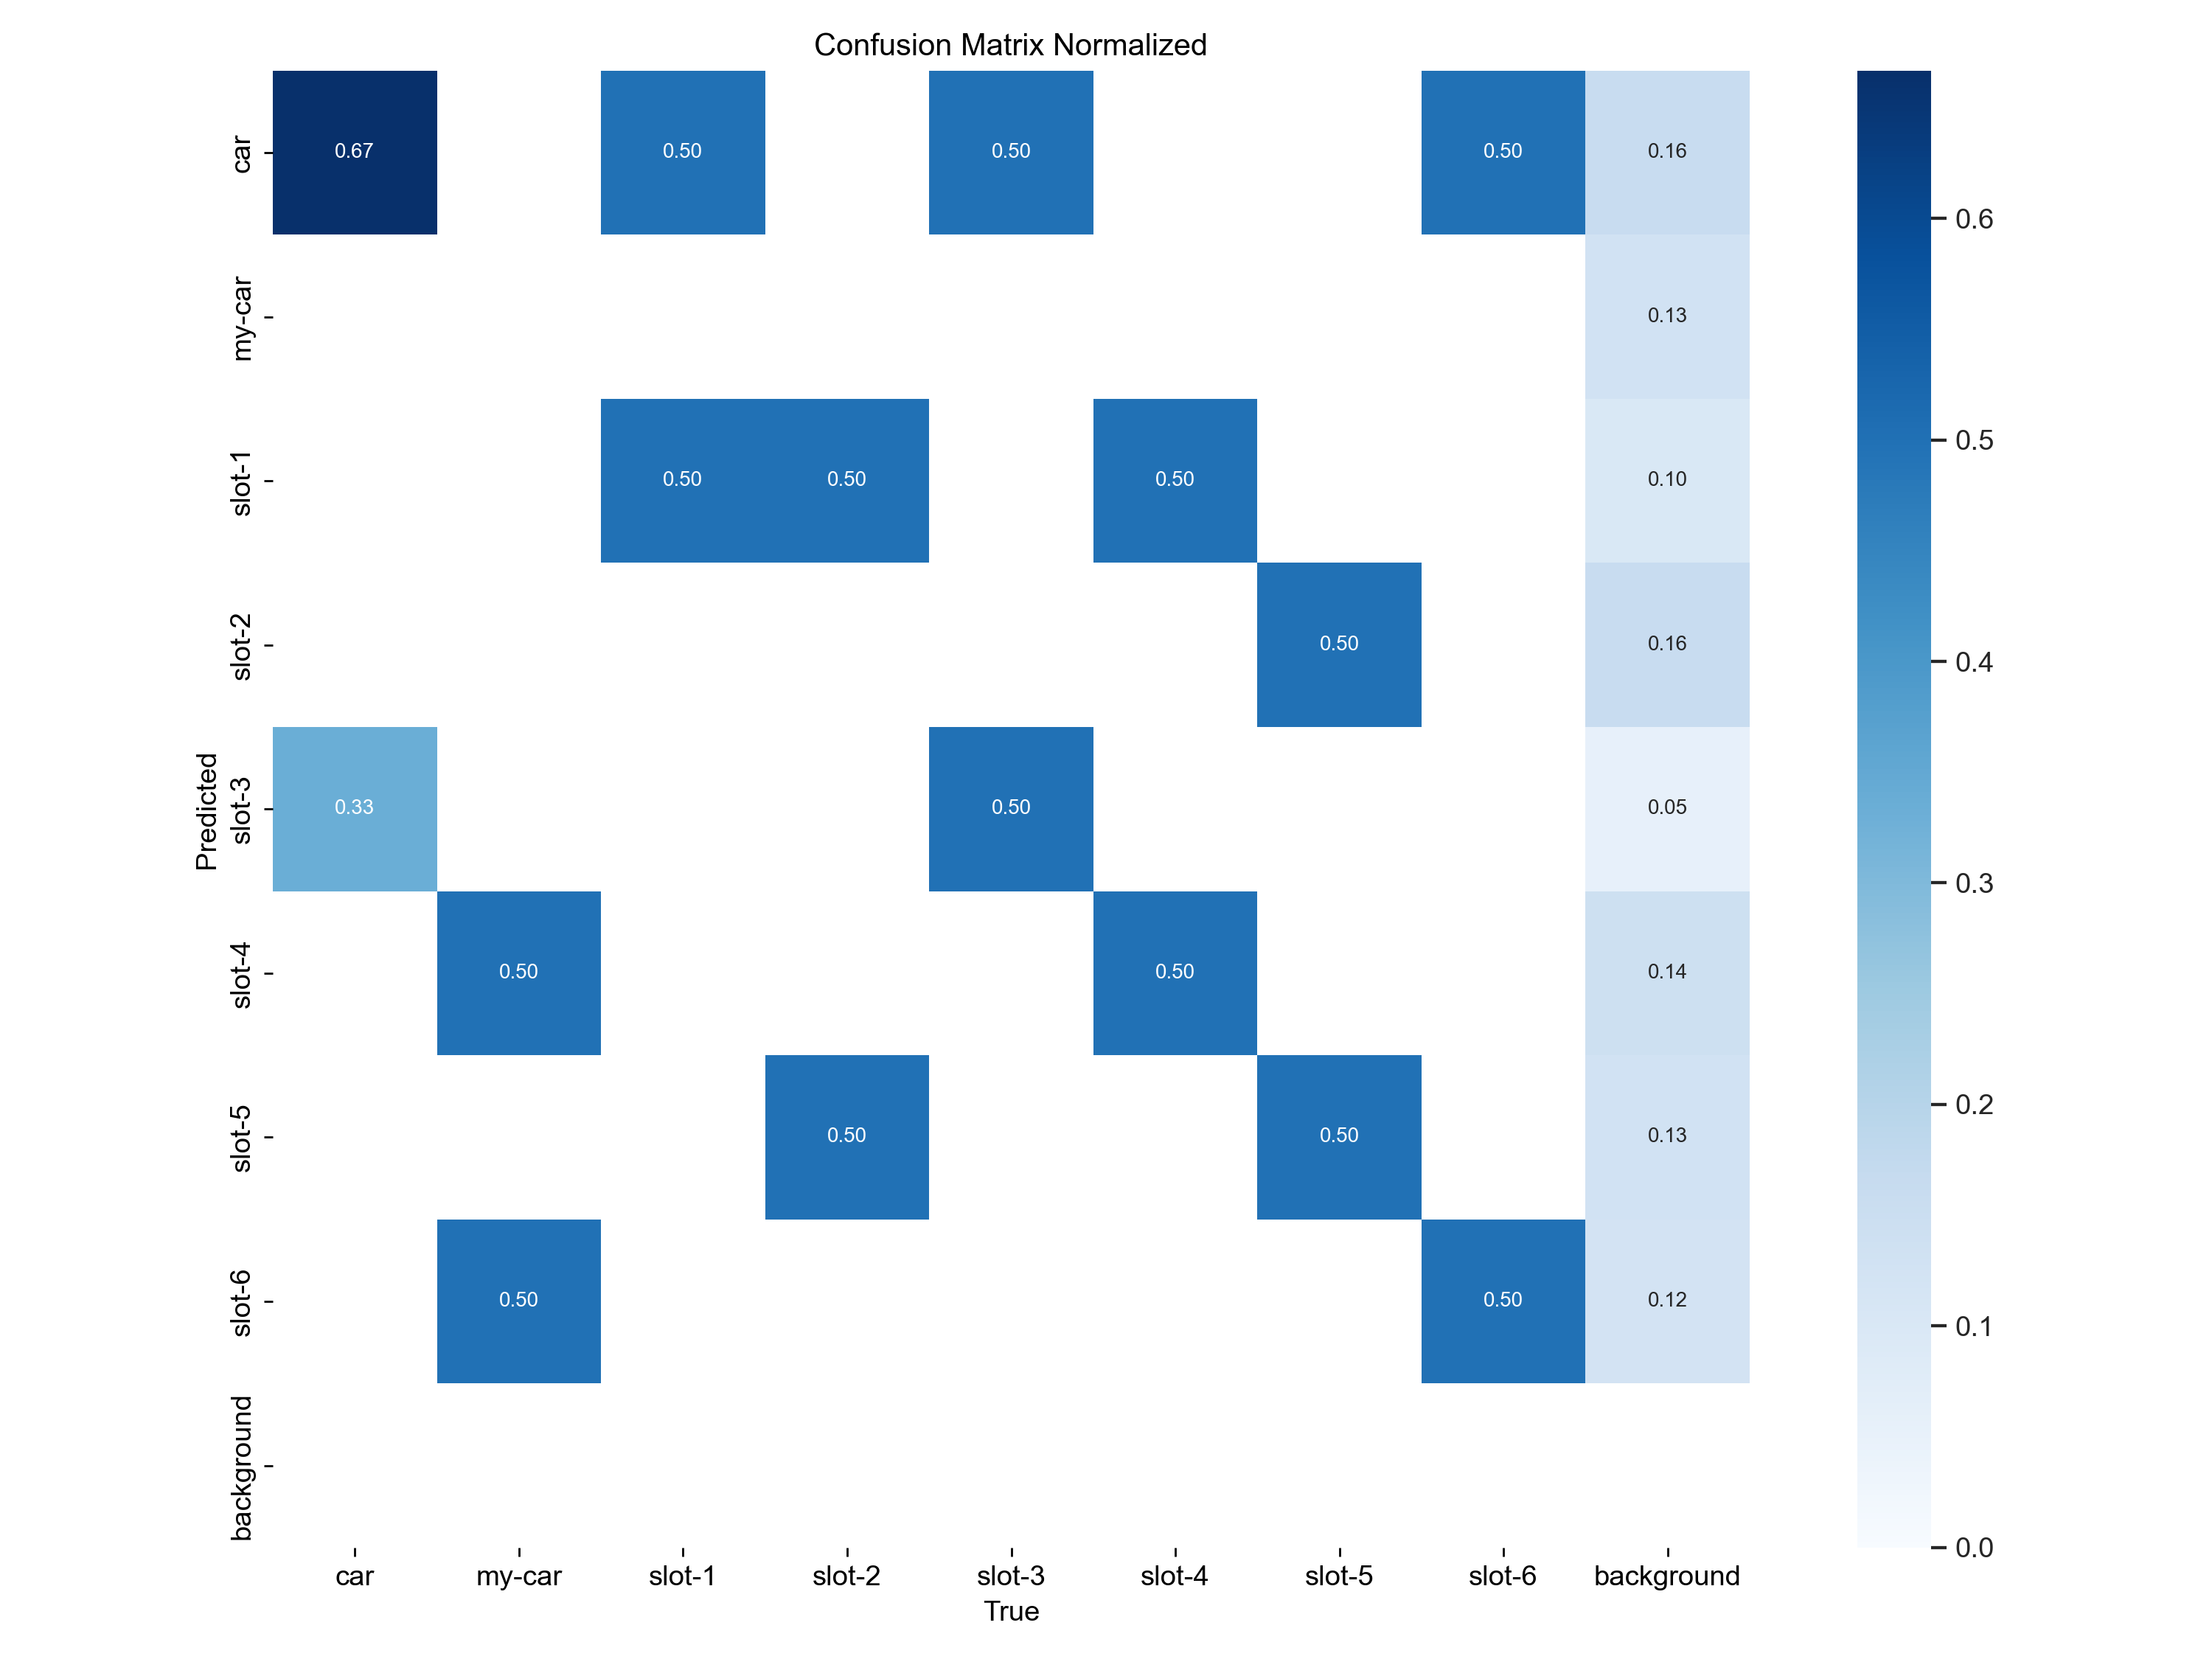 Confusion Matrix Normalized
car
0.67
0.50
0.50
0.50
0.16
0.6
my-car
0.13
0.5
slot-1
0.50
0.50
0.50
0.10
slot-2
0.50
0.16
0.4
Predicted
slot-3
0.33
0.50
0.05
0.3
slot-4
0.50
0.50
0.14
0.2
slot-5
0.50
0.50
0.13
slot-6
0.50
0.50
0.12
0.1
background
0.0
car my-car slot-1 slot-2 slot-3 slot-4 slot-5 slot-6 background
True